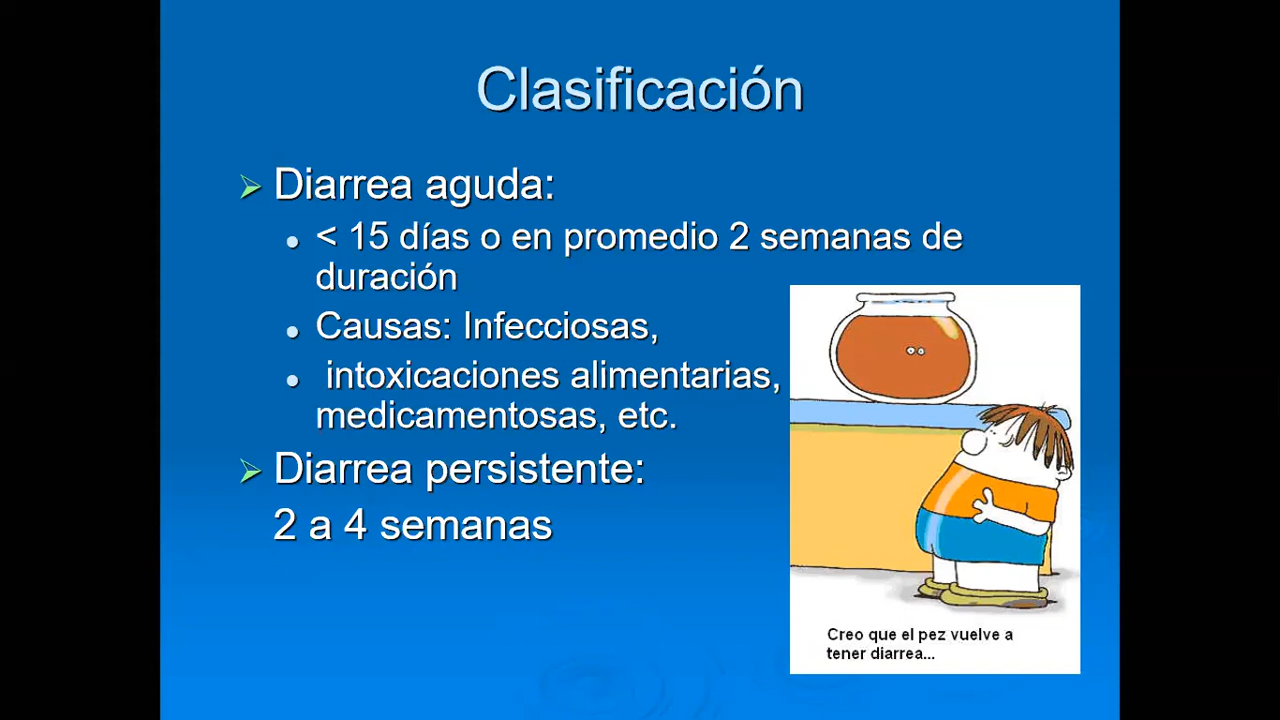 Clasificación
Diarrea aguda:
< 15 días o en promedio 2 semanas de
duración
Causas: Infecciosas,
intoxicaciones alimentarias,
medicamentosas, etc.
Diarrea persistente:
2 a 4 semanas
Creo que el pez vuelve a
tener diarrea...